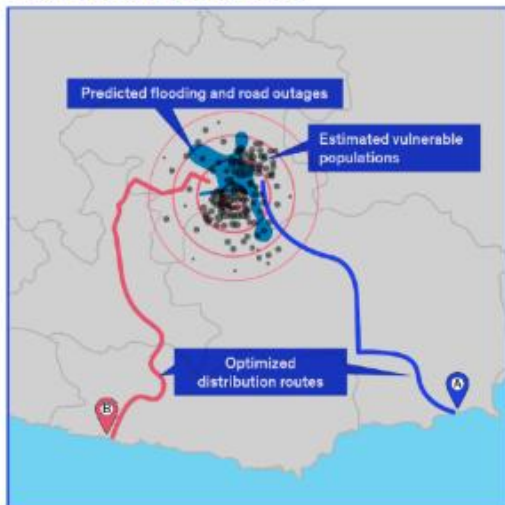 Predicted flooding and road outages
Estimated vulnerable
populations
Optimized
distribution routes
A
B